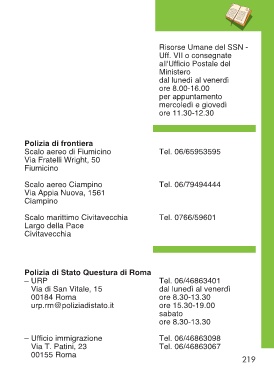 Risorse Umane del SSN -
Uff. VII o consegnate
all'Ufficio Postale del
Ministero
dal lunedì al venerdì
ore 8.00-16.00
per appuntamento
mercoledì e giovedì
ore 11.30-12.30
Polizia di frontiera
Scalo aereo di Fiumicino Tel. 06/65953595
Via Fratelli Wright, 50
Fiumicino
Scalo aereo Ciampino Tel. 06/79494444
Via Appia Nuova, 1561
Ciampino
Scalo marittimo Civitavecchia Tel. 0766/59601
Largo della Pace
Civitavecchia
Polizia di Stato Questura di Roma
– URP Tel. 06/46863401
Via di San Vitale, 15 dal lunedì al venerdì
00184 Roma ore 8.30-13.30
urp.rm@poliziadistato.it ore 15.30-19.00
sabato
ore 8.30-13.30
– Ufficio immigrazione Tel. 06/46863098
Via T. Patini, 23 Tel. 06/46863067
00155 Roma
219